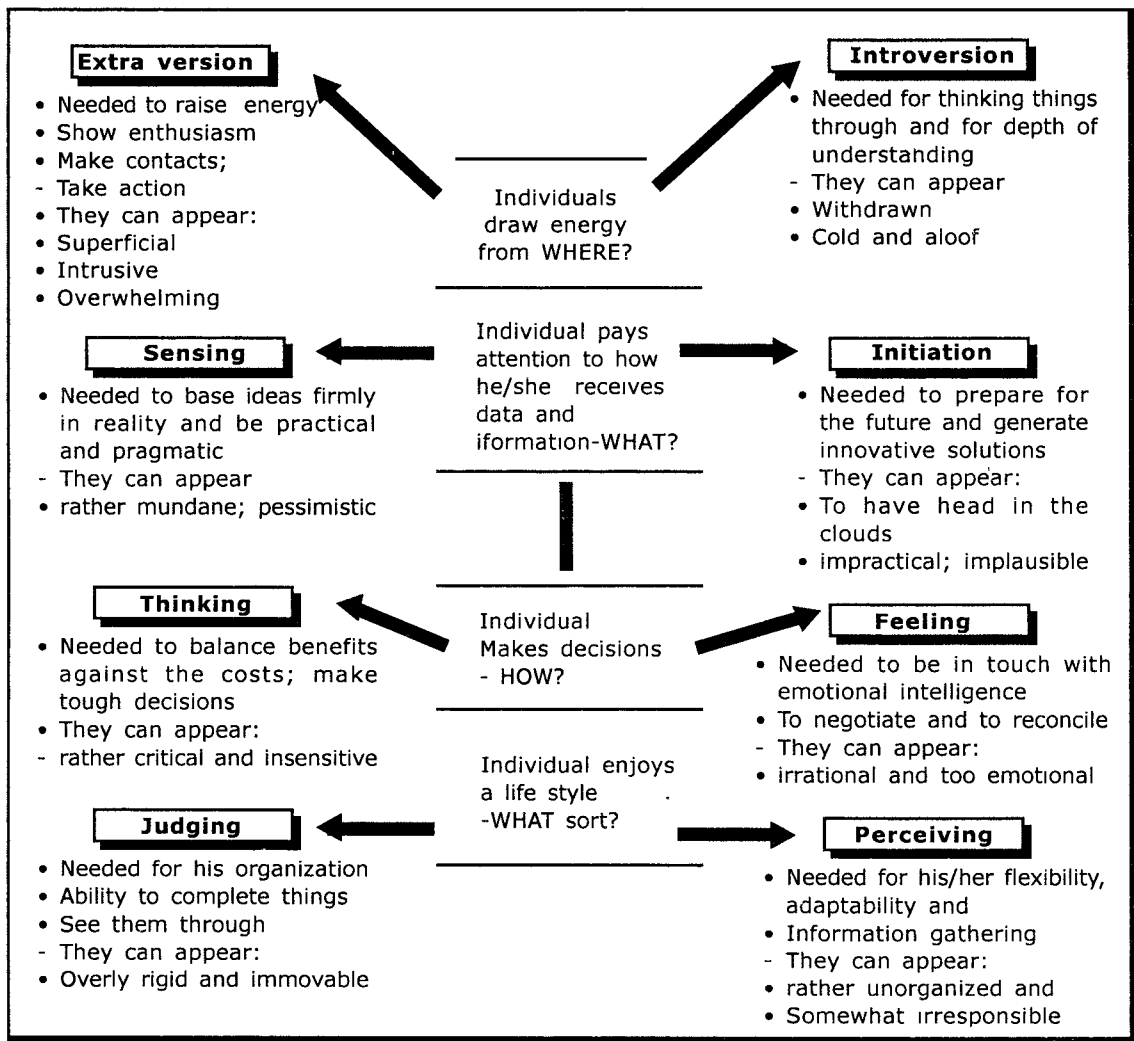 Extra version
• Needed to raise energy
• Show enthusiasm
• Make contacts;
- Take action
• They can appear:
• Superficial
• Intrusive
• Overwhelming
Individuals
draw energy
from WHERE?
Introversion
• Needed for thinking things
through and for depth of
understanding
- They can appear
• Withdrawn
• Cold and aloof
Sensing
• Needed to base ideas firmly
in reality and be practical
and pragmatic
- They can appear
• rather mundane; pessimistic
Individual pays
attention to how
he/she receives
data and
iformation-WHAT?
Initiation
• Needed to prepare for
the future and generate
innovative solutions
- They can appear:
• To have head in the
clouds
• impractical; implausible
Thinking
• Needed to balance benefits
against the costs; make
tough decisions
• They can appear:
- rather critical and insensitive
Individual
Makes decisions
- HOW?
Feeling
• Needed to be in touch with
emotional intelligence
• To negotiate and to reconcile
- They can appear:
• irrational and too emotional
Judging
• Needed for his organization
• Ability to complete things
• See them through
- They can appear:
• Overly rigid and immovable
Individual enjoys
a life style
-WHAT sort?
Perceiving
• Needed for his/her flexibility,
adaptability and
• Information gathering
- They can appear:
• rather unorganized and
• Somewhat irresponsible